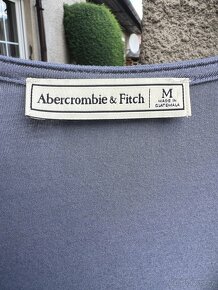 Abercrombie & Fitch
M
MADE IN
GUATEMALA